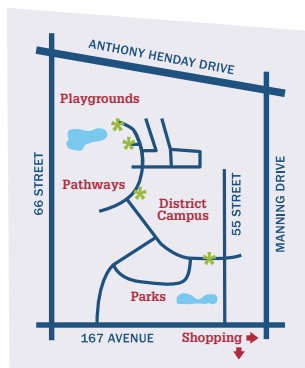 ANTHONY HENDAY DRIVE
Playgrounds
66 STREET
Pathways
District
Campus
55 STREET
MANNING DRIVE
Parks
167 AVENUE
Shopping